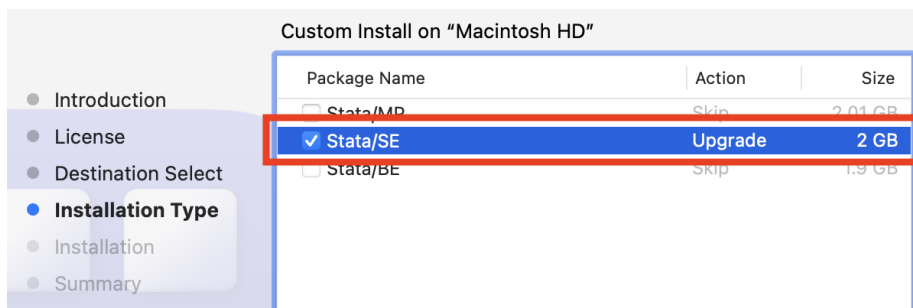 Custom Install on “Macintosh HD”
Package Name Action Size
Introduction
License
Destination Select
Installation Type
Installation
Summary
Stata/MP Skip 2.01 GB
Stata/SE Upgrade 2 GB
Stata/BE Skip 1.9 GB